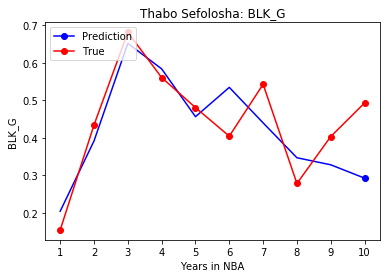 Thabo Sefolosha: BLK_G
Prediction
True
BLK_G
0.7
0.6
0.5
0.4
0.3
0.2
1 2 3 4 5 6 7 8 9 10
Years in NBA